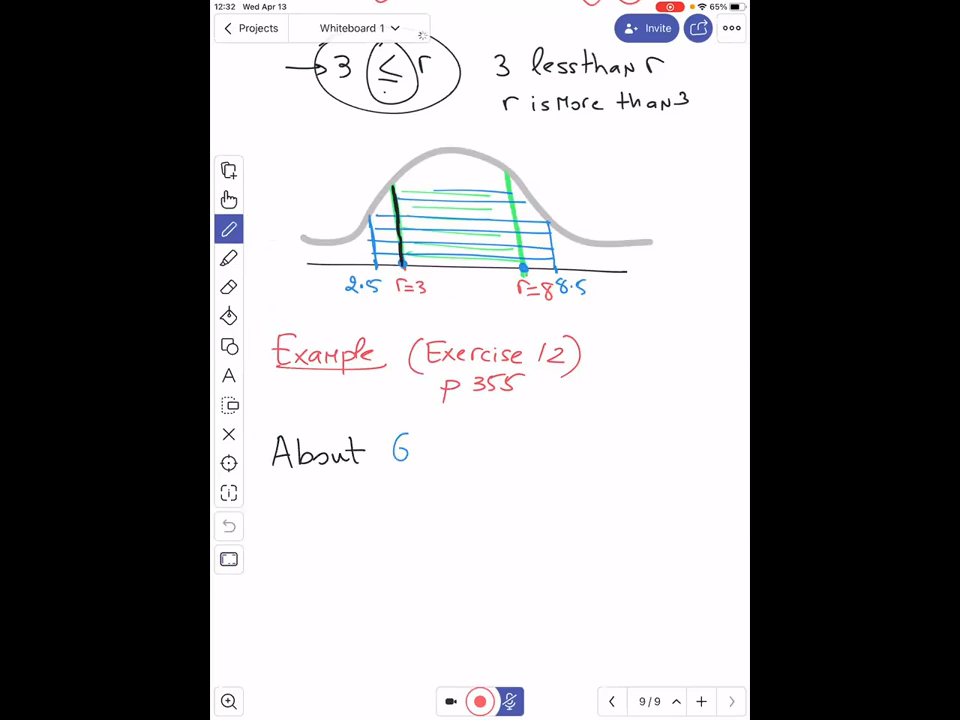 12:32 Wed Apr 13 65%
Projects Whiteboard 1 Invite
→ 3 ≤ r 3 less than r
r is More than 3
2.5 r=3 r=8 8.5
Example (Exercise 12)
p 355
About 6
A
9/9